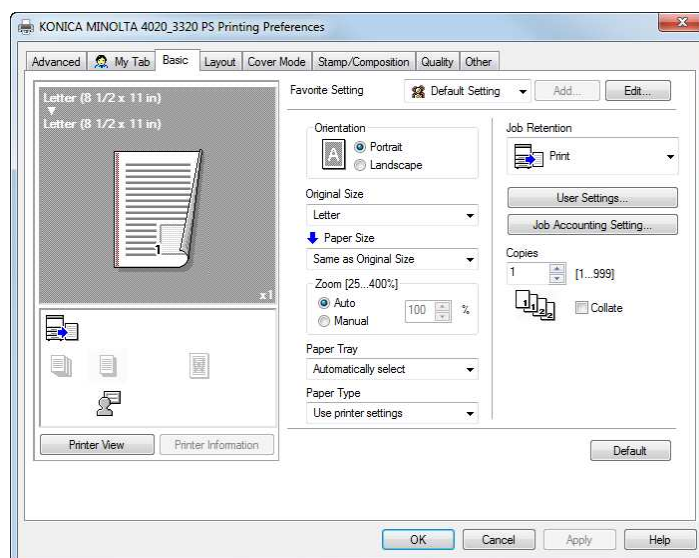 KONICA MINOLTA 4020_3320 PS Printing Preferences
Advanced My Tab Basic Layout Cover Mode Stamp/Composition Quality Other
Letter (8 1/2 x 11 in)
Letter (8 1/2 x 11 in)
1
x1
Printer View Printer Information
Favorite Setting Default Setting Add... Edit...
Orientation
A
Portrait
Landscape
Original Size
Letter
Paper Size
Same as Original Size
Zoom [25...400%]
Auto
Manual
100 %
Paper Tray
Automatically select
Paper Type
Use printer settings
Job Retention
Print
User Settings...
Job Accounting Setting...
Copies
1 [1...999]
1 1 2 2 Collate
Default
OK Cancel Apply Help